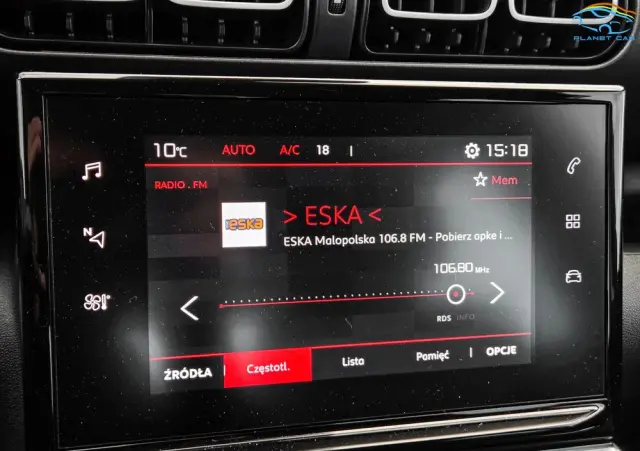 PLANET CAR
10°C AUTO A/C 18 | 15:18
RADIO . FM
Mem
eska
> ESKA <
ESKA Malopolska 106.8 FM - Pobierz apke i ...
106.80 MHz
N
RDS INFO
ŹRÓDŁA | Częstotl. Lista Pamięć | OPCJE